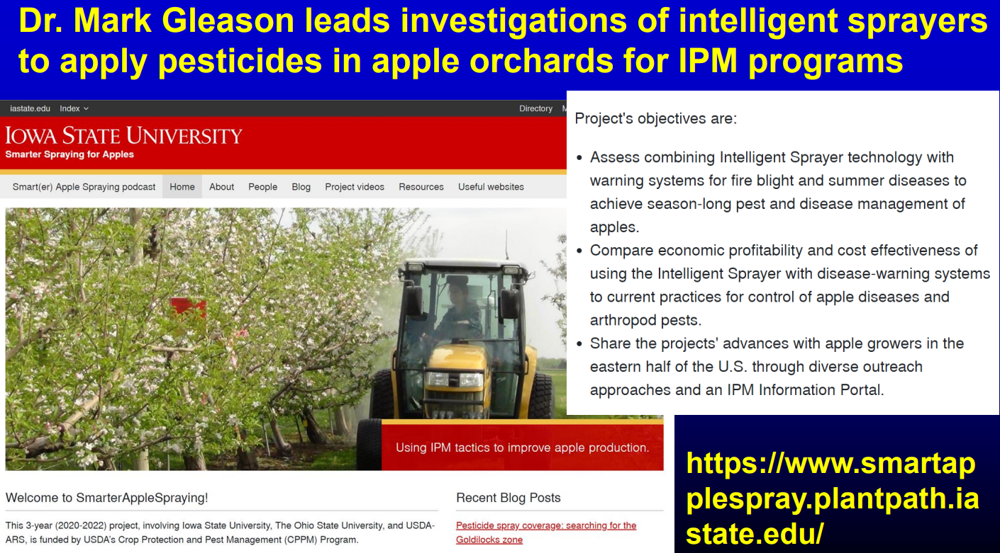 Dr. Mark Gleason leads investigations of intelligent sprayers
to apply pesticides in apple orchards for IPM programs
iastate.edu Index
Directory
IOWA STATE UNIVERSITY
Smarter Spraying for Apples
Smart(er) Apple Spraying podcast Home About People Blog Project videos Resources Useful websites
Using IPM tactics to improve apple production.
Welcome to SmarterAppleSpraying!
This 3-year (2020-2022) project, involving Iowa State University, The Ohio State University, and USDA-
ARS, is funded by USDA's Crop Protection and Pest Management (CPPM) Program.
Recent Blog Posts
Pesticide spray coverage: searching for the
Goldilocks zone
Project's objectives are:
• Assess combining Intelligent Sprayer technology with
warning systems for fire blight and summer diseases to
achieve season-long pest and disease management of
apples.
• Compare economic profitability and cost effectiveness of
using the Intelligent Sprayer with disease-warning systems
to current practices for control of apple diseases and
arthropod pests.
• Share the projects' advances with apple growers in the
eastern half of the U.S. through diverse outreach
approaches and an IPM Information Portal.
https://www.smartap
plespray.plantpath.ia
state.edu/